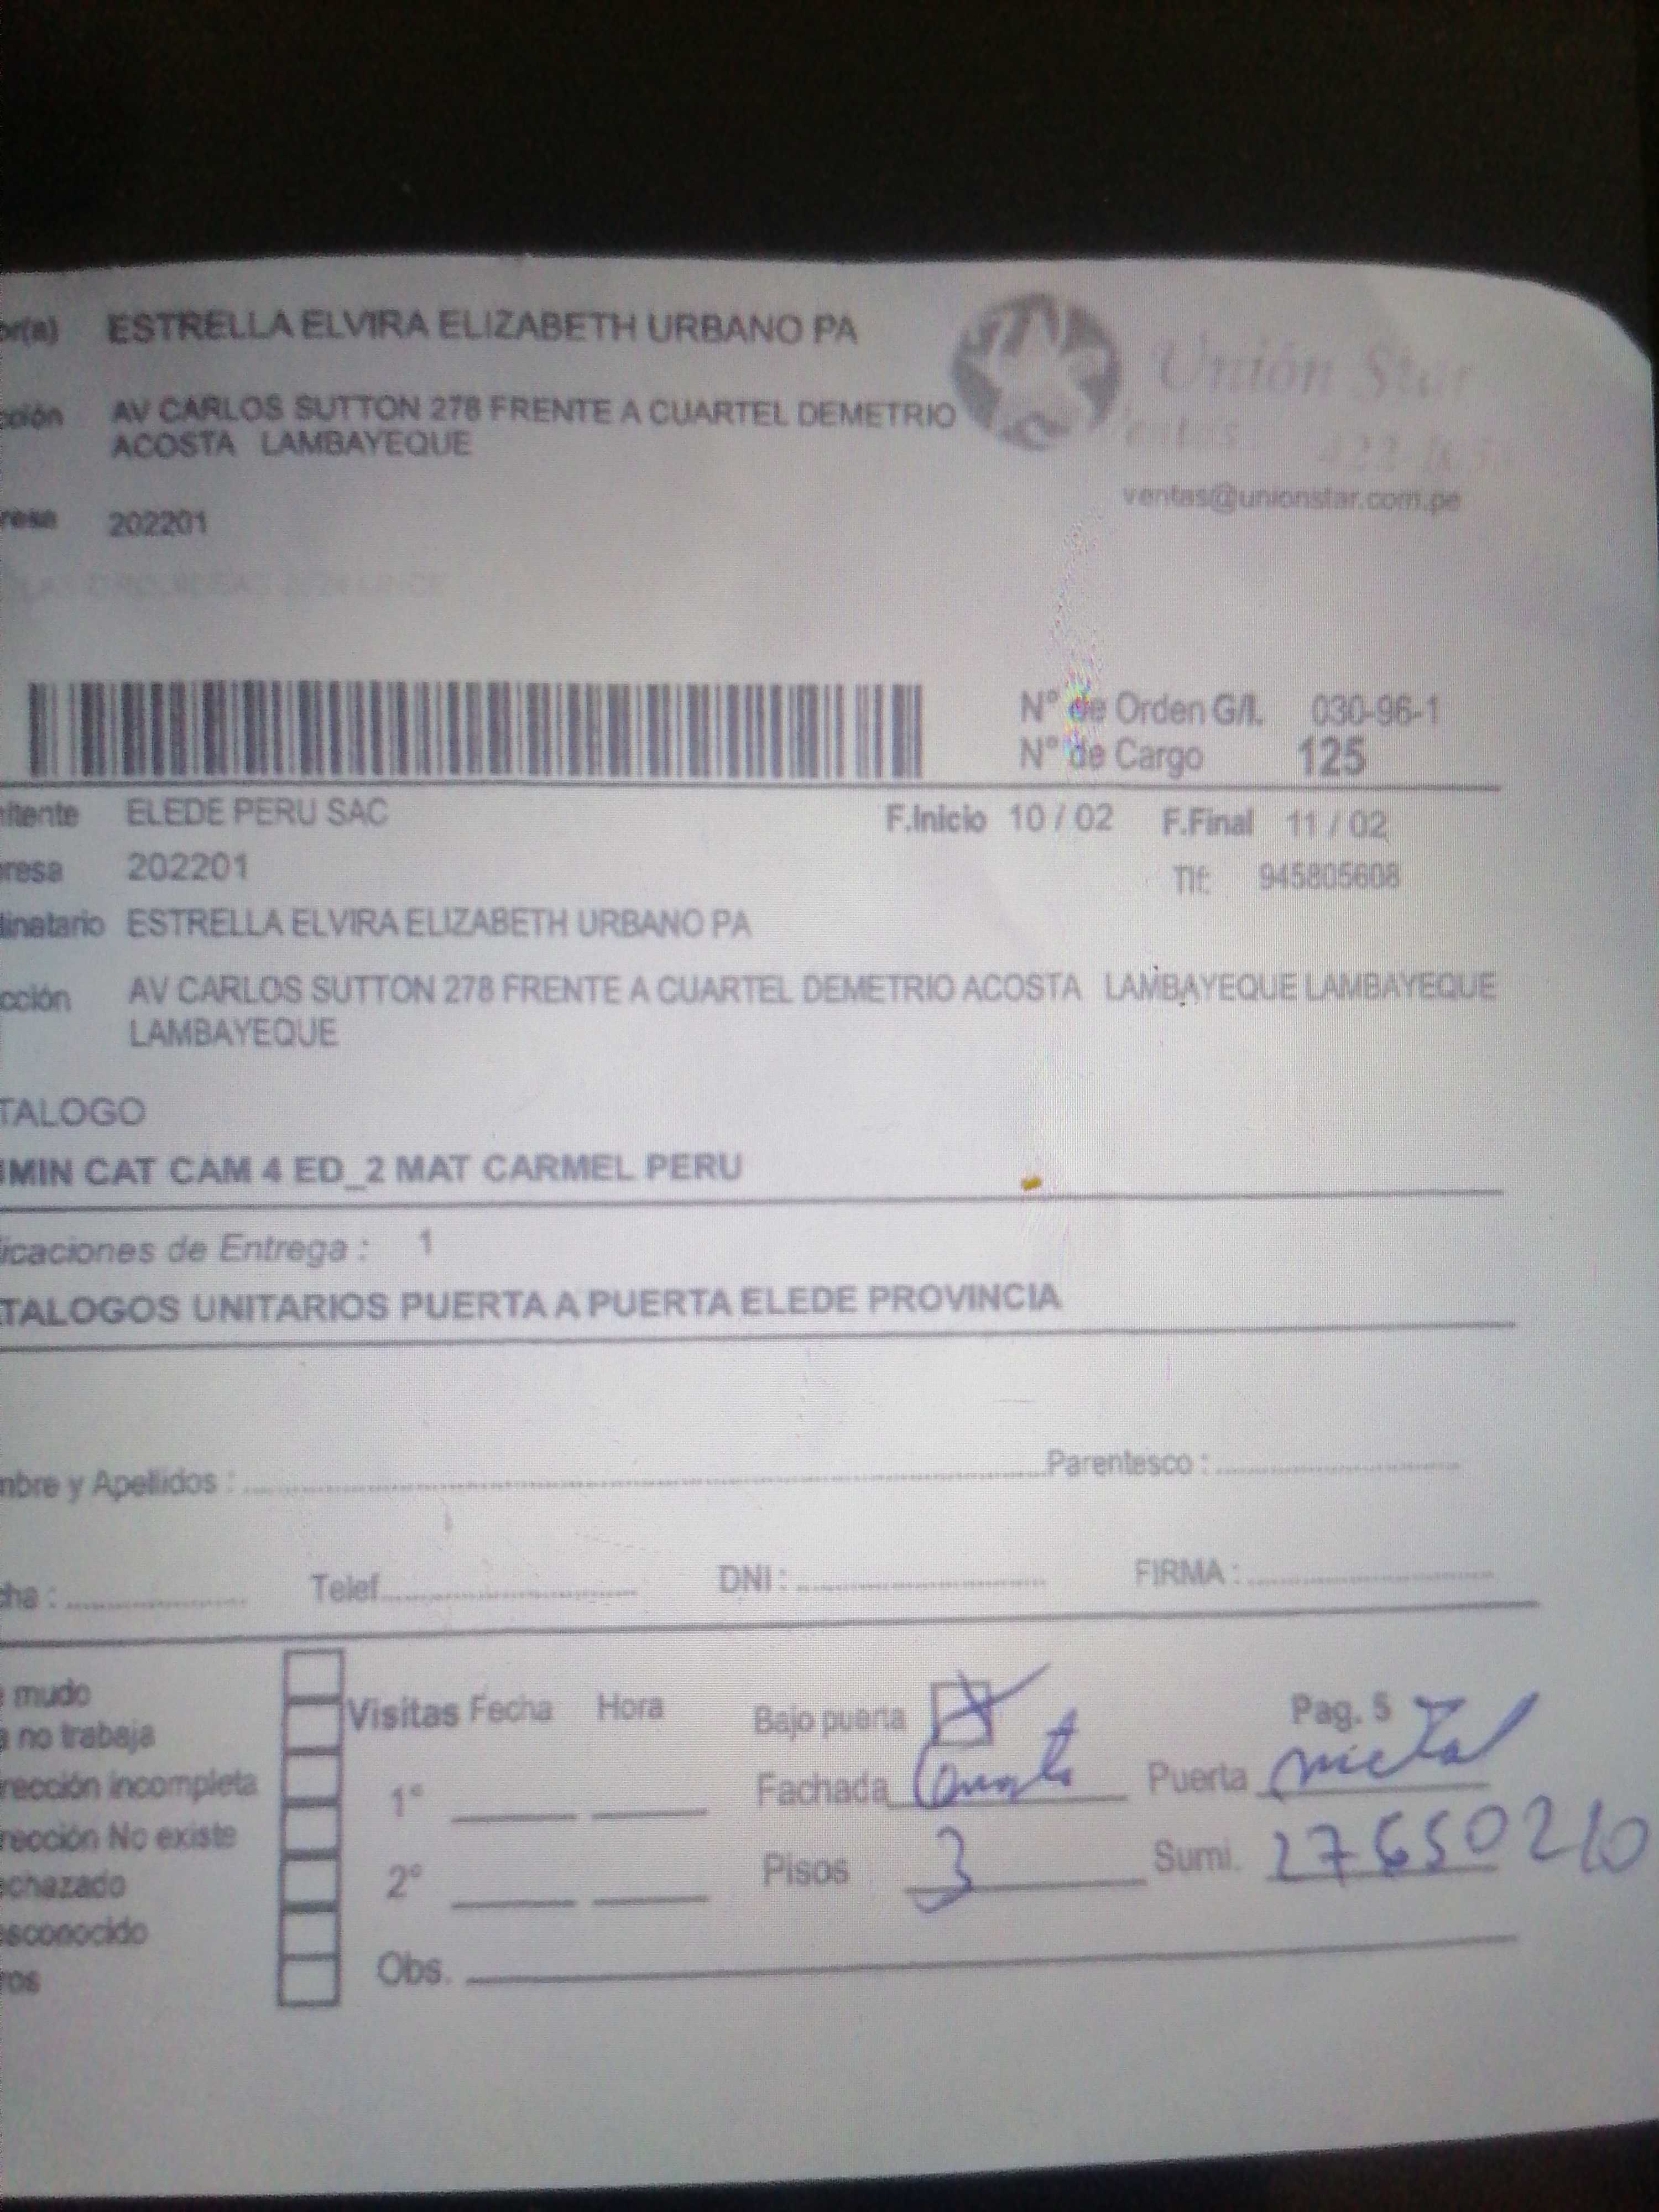 or(a) ESTRELLA ELVIRA ELIZABETH URBANO PA
Unión Star
cción AV CARLOS SUTTON 278 FRENTE A CUARTEL DEMETRIO
ACOSTA LAMBAYEQUE
ventas@unionstar.com.pe
resa 202201
N° de Orden G/I. 030-96-1
N° de Cargo 125
itente ELEDE PERU SAC F.Inicio 10 / 02 F.Final 11 / 02
resa 202201 Tlf: 945805608
tinatario ESTRELLA ELVIRA ELIZABETH URBANO PA
cción AV CARLOS SUTTON 278 FRENTE A CUARTEL DEMETRIO ACOSTA LAMBAYEQUE LAMBAYEQUE
LAMBAYEQUE
TALOGO
MIN CAT CAM 4 ED_2 MAT CARMEL PERU
icaciones de Entrega : 1
TALOGOS UNITARIOS PUERTA A PUERTA ELEDE PROVINCIA
mbre y Apellidos : Parentesco :
cha : Telef. DNI : FIRMA :
mudo
no trabaja
rección incompleta
rección No existe
chazado
sconocido
ros
Visitas Fecha Hora
1°
2°
Obs.
Bajo puerta X Pag. 5
Fachada Puerta metal
Pisos 3 Sumi. 27650210